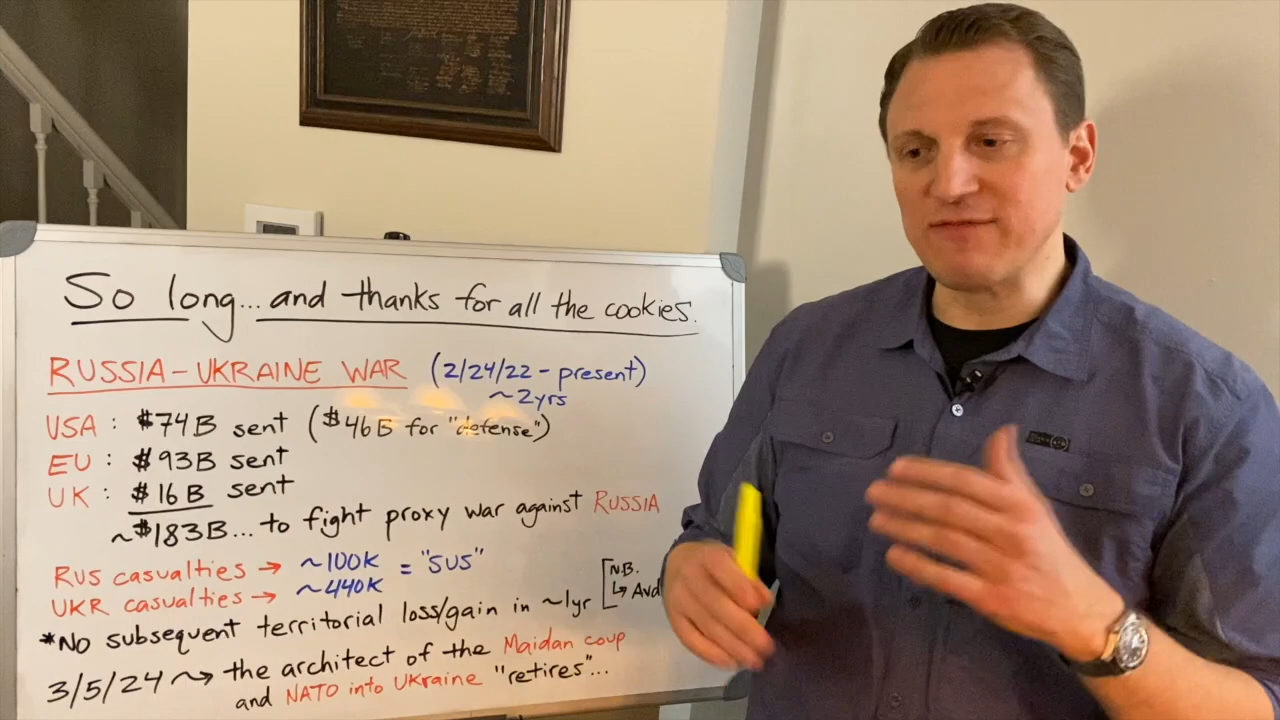 So long... and thanks for all the cookies.
RUSSIA-UKRAINE WAR (2/24/22 - present)
~2yrs
USA : $74B sent ($46B for "defense")
EU : $93B sent
UK : $16B sent
~$183B... to fight proxy war against RUSSIA
RUS casualties → ~100K = "SUS"
UKR casualties → ~440K
*No subsequent territorial loss/gain in ~1yr [N.B.
↳ Avd
3/5/24 ⤳ the architect of the Maidan coup
and NATO into UKraine "retires"...